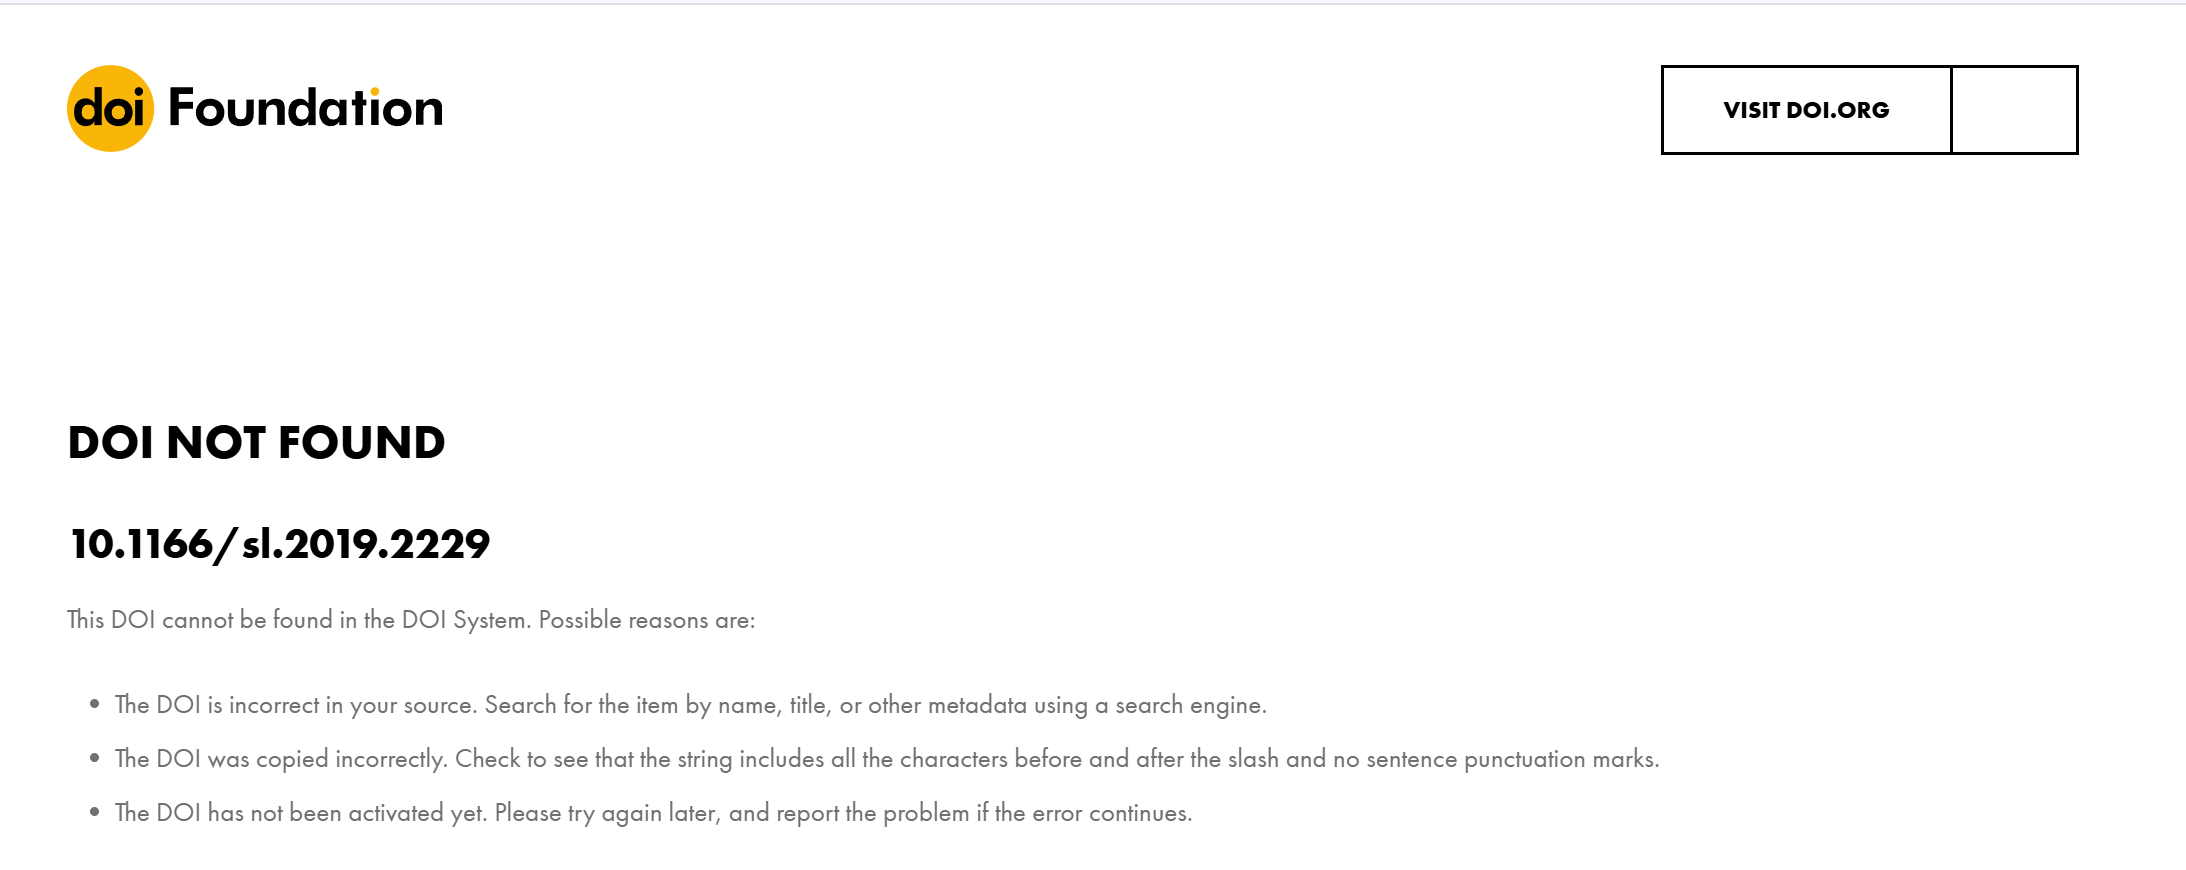 doi Foundation
VISIT DOI.ORG
DOI NOT FOUND
10.1166/sl.2019.2229
This DOI cannot be found in the DOI System. Possible reasons are:
• The DOI is incorrect in your source. Search for the item by name, title, or other metadata using a search engine.
• The DOI was copied incorrectly. Check to see that the string includes all the characters before and after the slash and no sentence punctuation marks.
• The DOI has not been activated yet. Please try again later, and report the problem if the error continues.